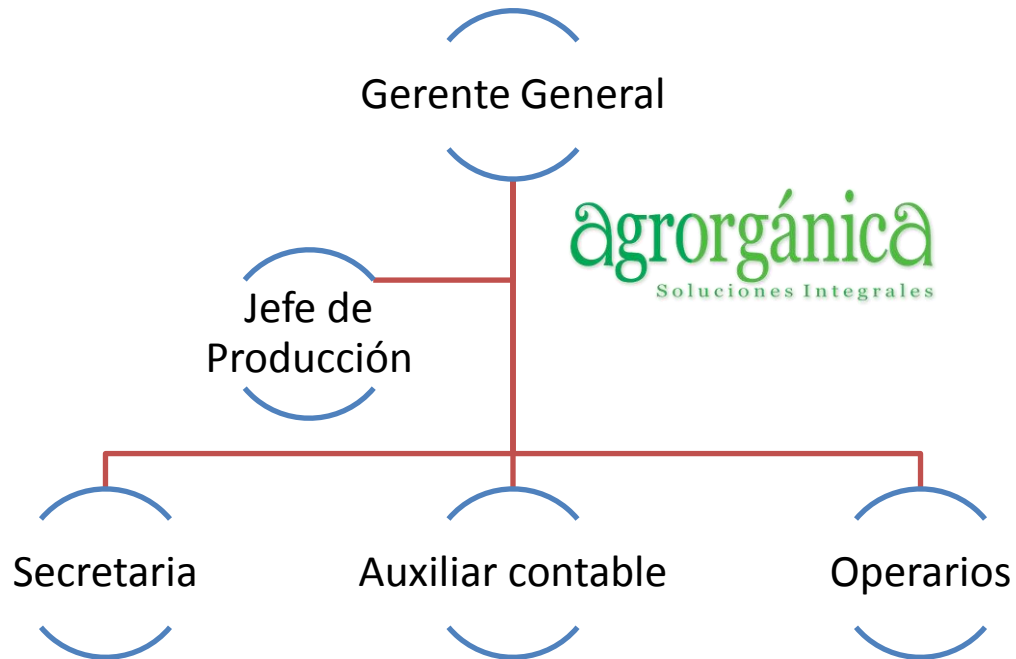 Gerente General
agrorgánica
Soluciones Integrales
Jefe de
Producción
Secretaria
Auxiliar contable
Operarios